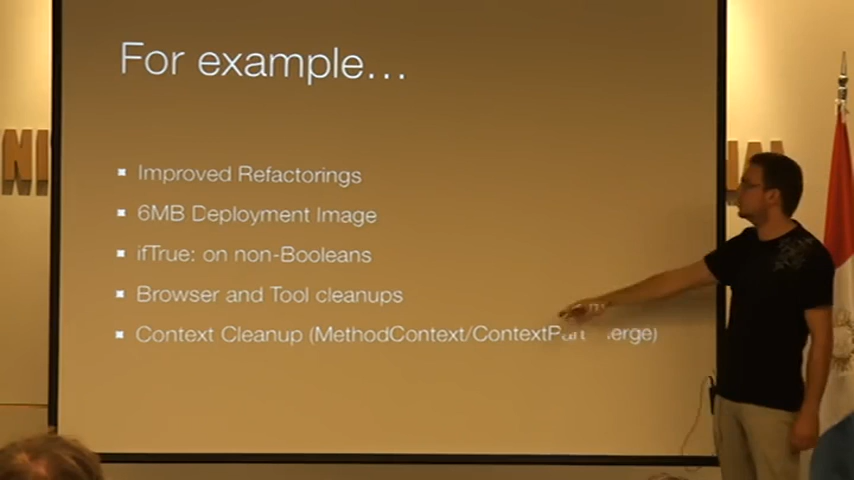 For example...
▪ Improved Refactorings
▪ 6MB Deployment Image
▪ ifTrue: on non-Booleans
▪ Browser and Tool cleanups
▪ Context Cleanup (MethodContext/ContextPart